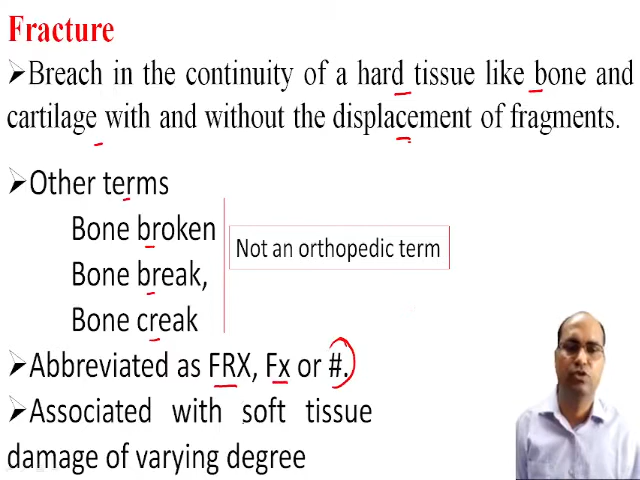 Fracture
➢Breach in the continuity of a hard tissue like bone and
cartilage with and without the displacement of fragments.
➢Other terms
Bone broken
Not an orthopedic term
Bone break,
Bone creak
➢Abbreviated as FRX, Fx or #.
➢Associated with soft tissue
damage of varying degree